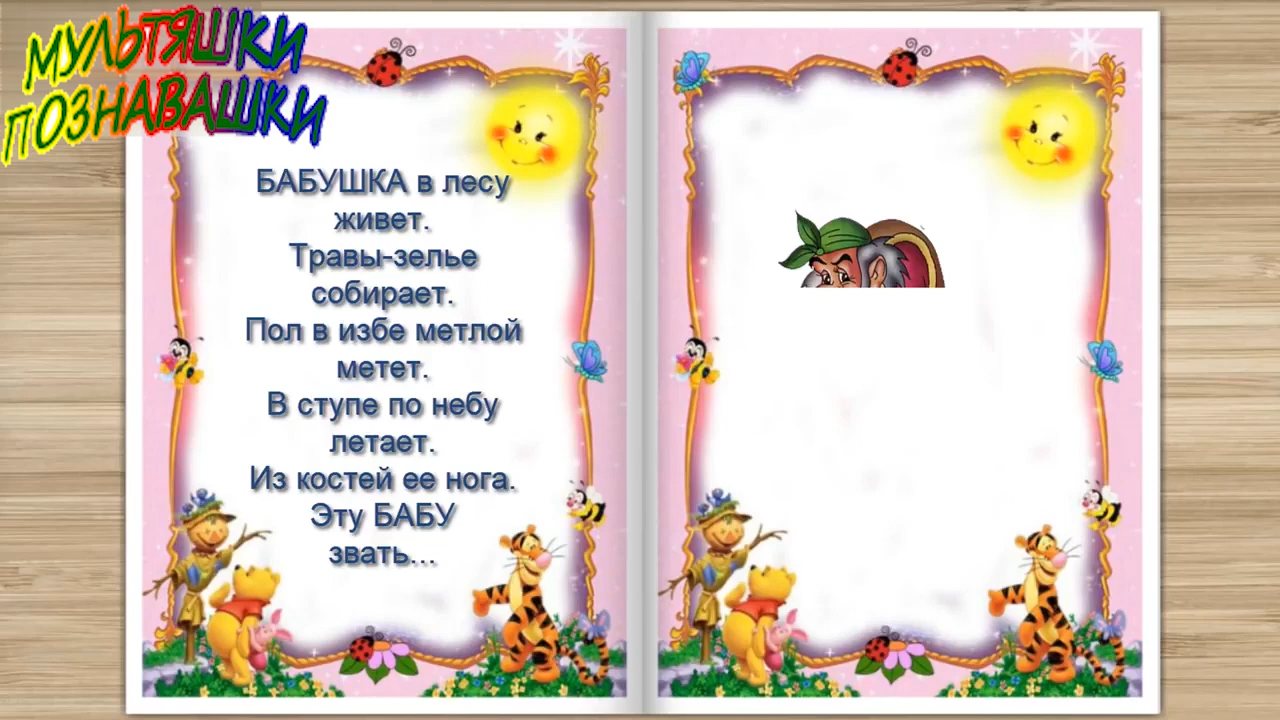 МУЛЬТЯШКИ
ПОЗНАВАШКИ
БАБУШКА в лесу
живет.
Травы-зелье
собирает.
Пол в избе метлой
метет.
В ступе по небу
летает.
Из костей ее нога.
Эту БАБУ
звать...